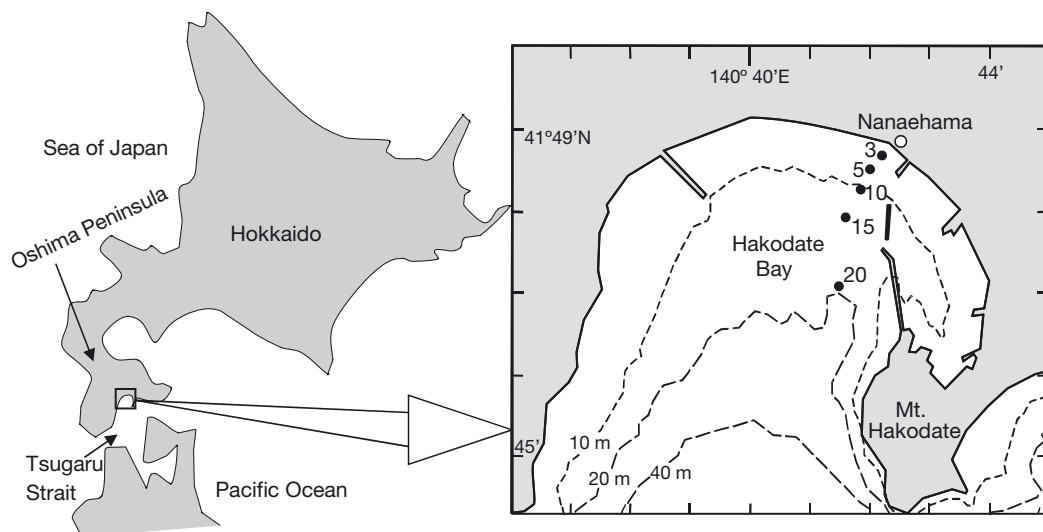 Sea of Japan
Oshima Peninsula
Hokkaido
Tsugaru
Strait
Pacific Ocean
140° 40'E
44'
41°49'N
Nanaehama
3
5
10
15
20
Hakodate
Bay
Mt.
Hakodate
45'
10 m
20 m
40 m